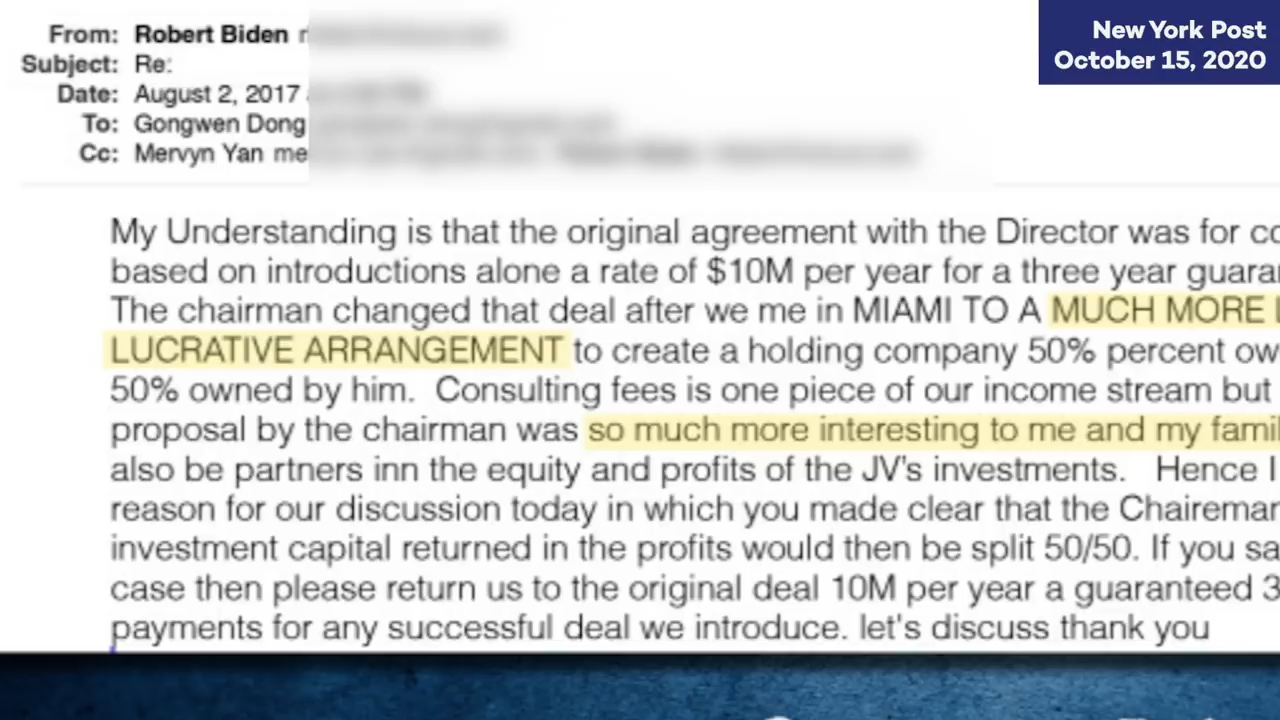 New York Post
October 15, 2020
From: Robert Biden
Subject: Re:
Date: August 2, 2017
To: Gongwen Dong
Cc: Mervyn Yan me
My Understanding is that the original agreement with the Director was for co
based on introductions alone a rate of $10M per year for a three year guara
The chairman changed that deal after we me in MIAMI TO A MUCH MORE
LUCRATIVE ARRANGEMENT to create a holding company 50% percent ow
50% owned by him. Consulting fees is one piece of our income stream but
proposal by the chairman was so much more interesting to me and my famil
also be partners inn the equity and profits of the JV's investments. Hence I
reason for our discussion today in which you made clear that the Chaireman
investment capital returned in the profits would then be split 50/50. If you sa
case then please return us to the original deal 10M per year a guaranteed 3
payments for any successful deal we introduce. let's discuss thank you